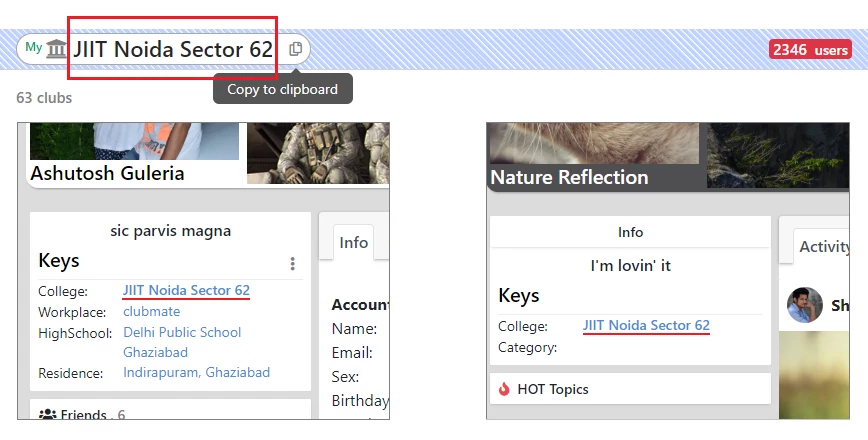 My JIIT Noida Sector 62
2346 users
Copy to clipboard
63 clubs
Ashutosh Guleria
sic parvis magna
Keys
College: JIIT Noida Sector 62
Workplace: clubmate
HighSchool: Delhi Public School
Ghaziabad
Residence: Indirapuram, Ghaziabad
Friends . 6
Info
Account
Name:
Email:
Sex:
Birthday
Nature Reflection
Info
I'm lovin' it
Keys
College: JIIT Noida Sector 62
Category:
HOT Topics
Activity
Sh